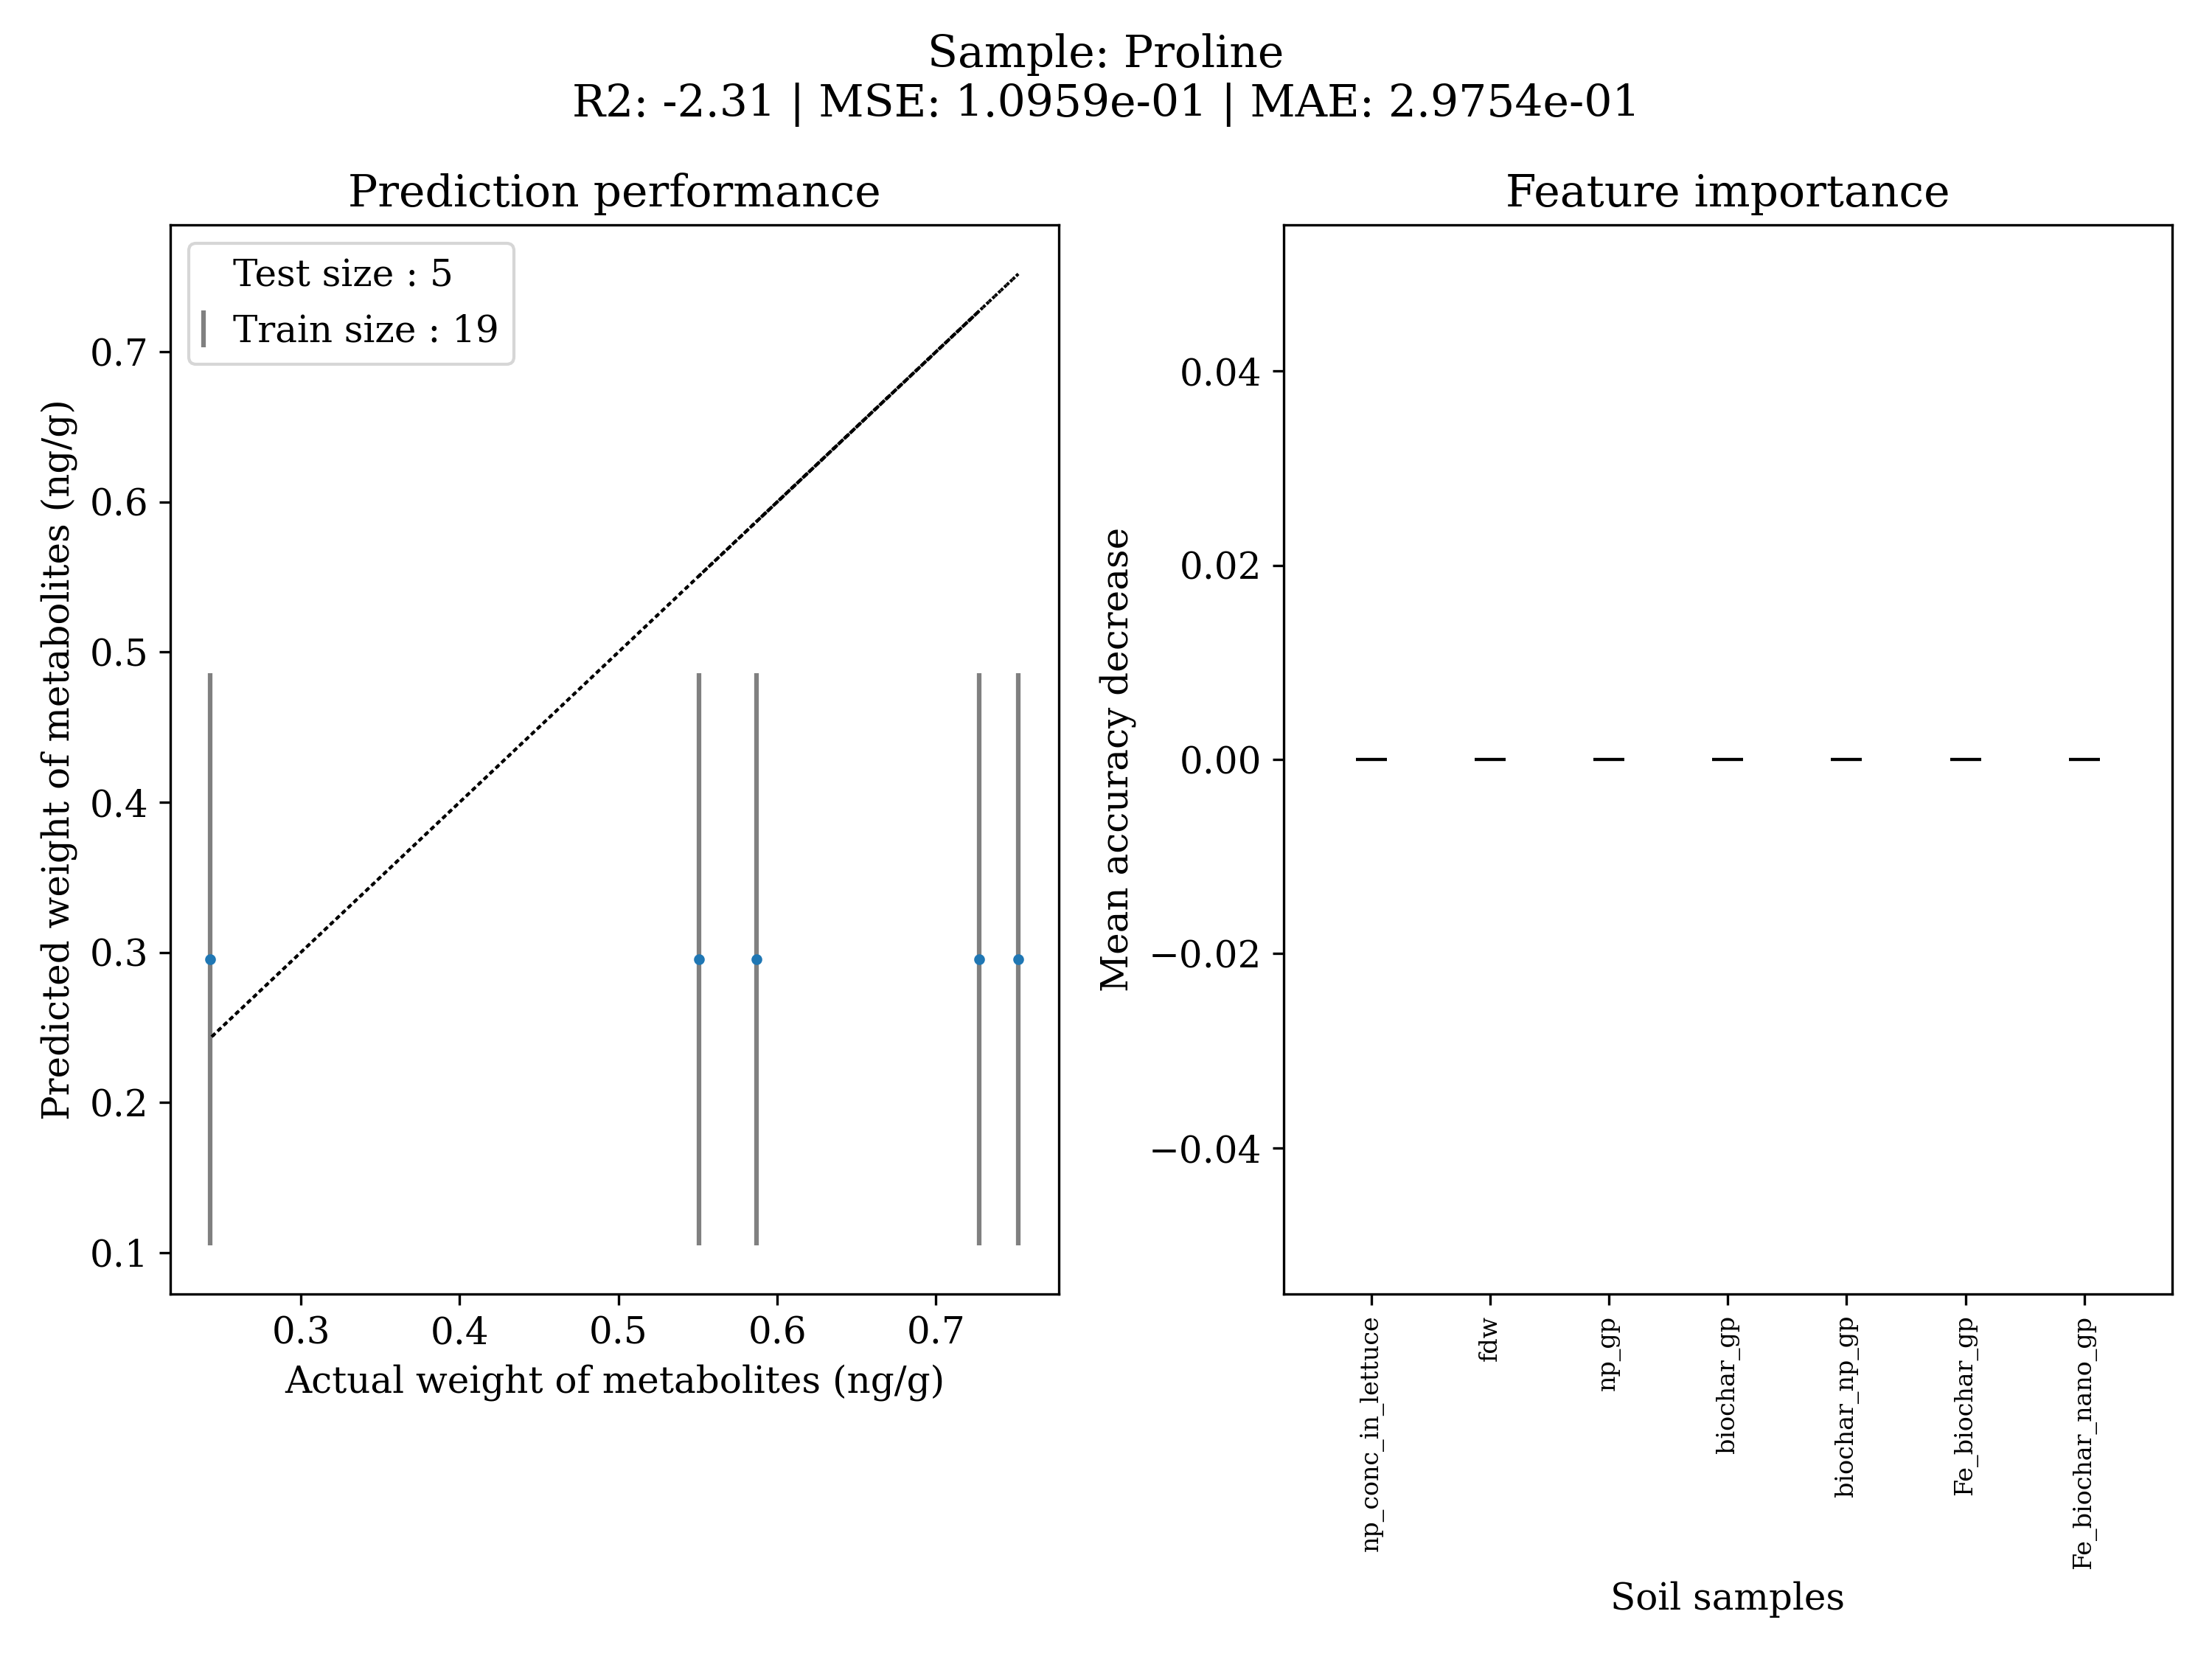 Sample: Proline
R2: -2.31 | MSE: 1.0959e-01 | MAE: 2.9754e-01
Prediction performance
Test size : 5
Train size : 19
Predicted weight of metabolites (ng/g)
0.7
0.6
0.5
0.4
0.3
0.2
0.1
0.3 0.4 0.5 0.6 0.7
Actual weight of metabolites (ng/g)
Feature importance
Mean accuracy decrease
0.04
0.02
0.00
−0.02
−0.04
np_conc_in_lettuce
fdw
np_gp
biochar_gp
biochar_np_gp
Fe_biochar_gp
Fe_biochar_nano_gp
Soil samples